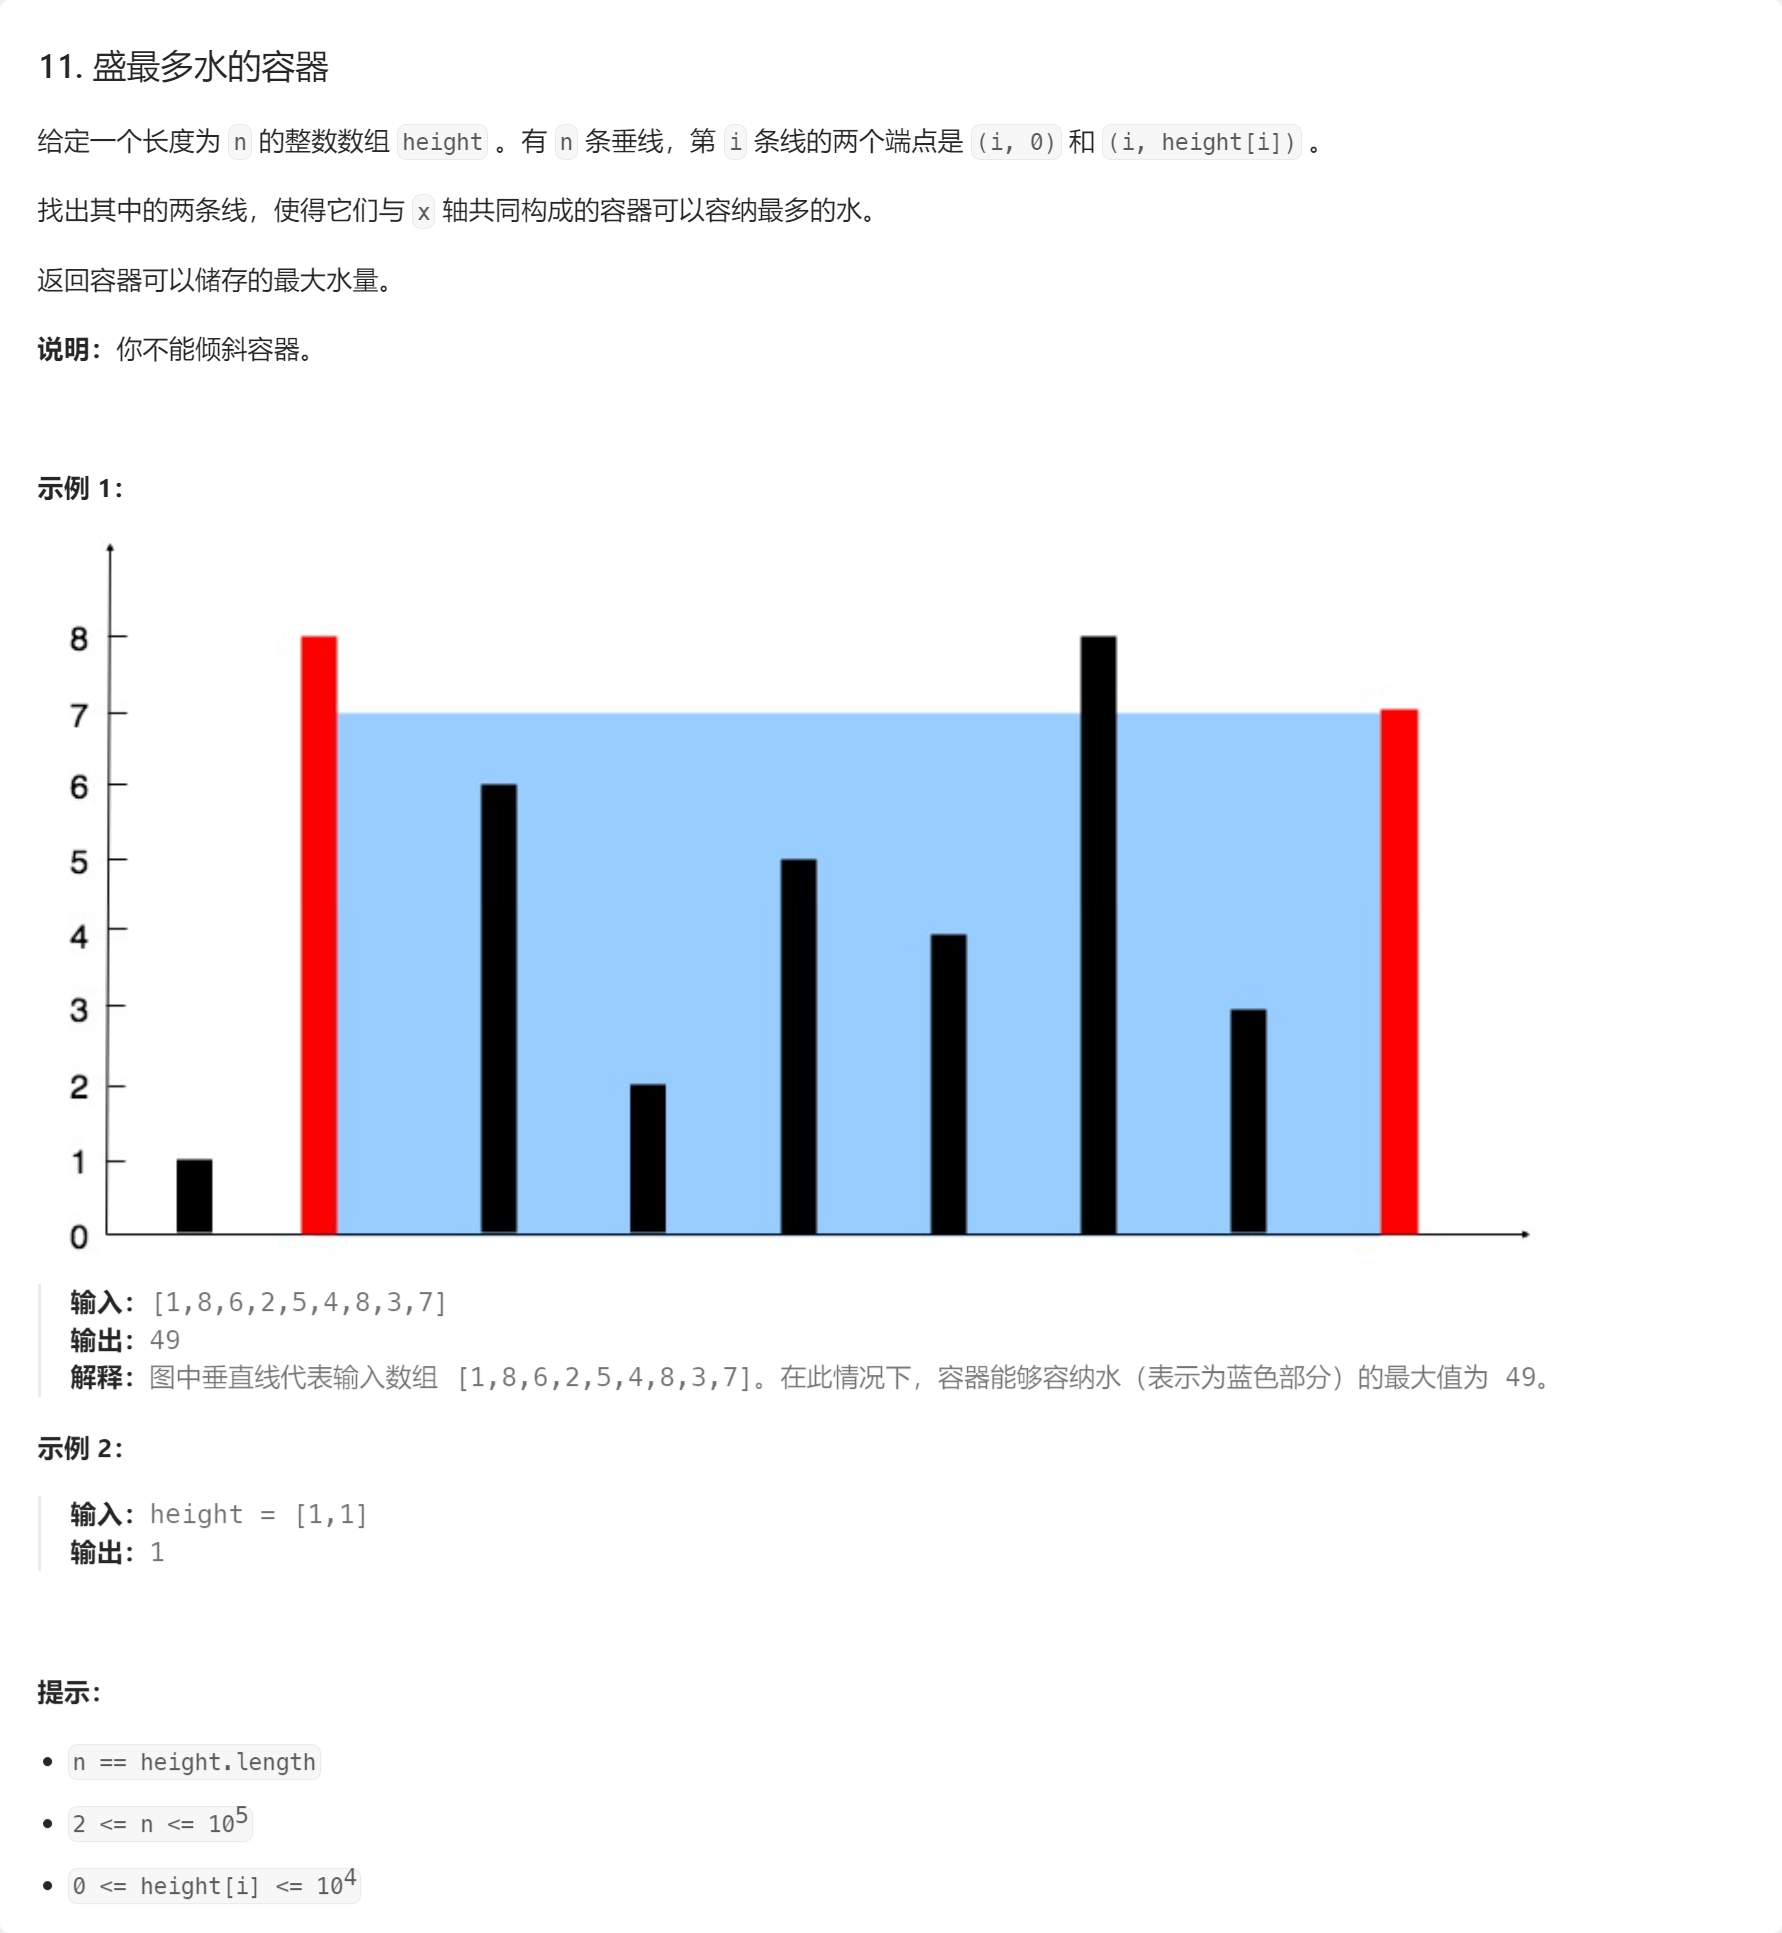 11. 盛最多水的容器
给定一个长度为 n 的整数数组 height 。有 n 条垂线，第 i 条线的两个端点是 (i, 0) 和 (i, height[i]) 。
找出其中的两条线，使得它们与 x 轴共同构成的容器可以容纳最多的水。
返回容器可以储存的最大水量。
说明：你不能倾斜容器。
示例 1：
8
7
6
5
4
3
2
1
0
输入：[1,8,6,2,5,4,8,3,7]
输出：49
解释：图中垂直线代表输入数组 [1,8,6,2,5,4,8,3,7]。在此情况下，容器能够容纳水（表示为蓝色部分）的最大值为 49。
示例 2：
输入：height = [1,1]
输出：1
提示：
n == height.length
2 <= n <= 10⁵
0 <= height[i] <= 10⁴